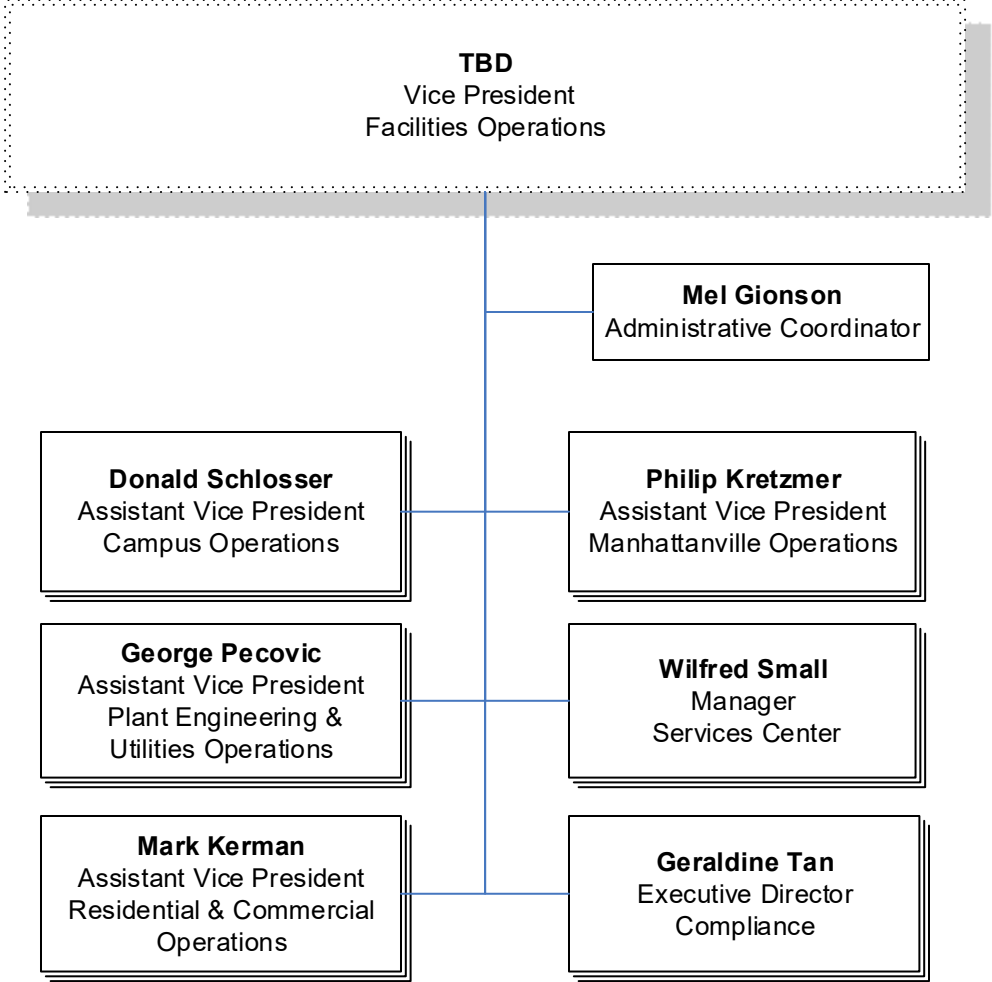 TBD
Vice President
Facilities Operations
Mel Gionson
Administrative Coordinator
Donald Schlosser
Assistant Vice President
Campus Operations
Philip Kretzmer
Assistant Vice President
Manhattanville Operations
George Pecovic
Assistant Vice President
Plant Engineering &
Utilities Operations
Wilfred Small
Manager
Services Center
Mark Kerman
Assistant Vice President
Residential & Commercial
Operations
Geraldine Tan
Executive Director
Compliance